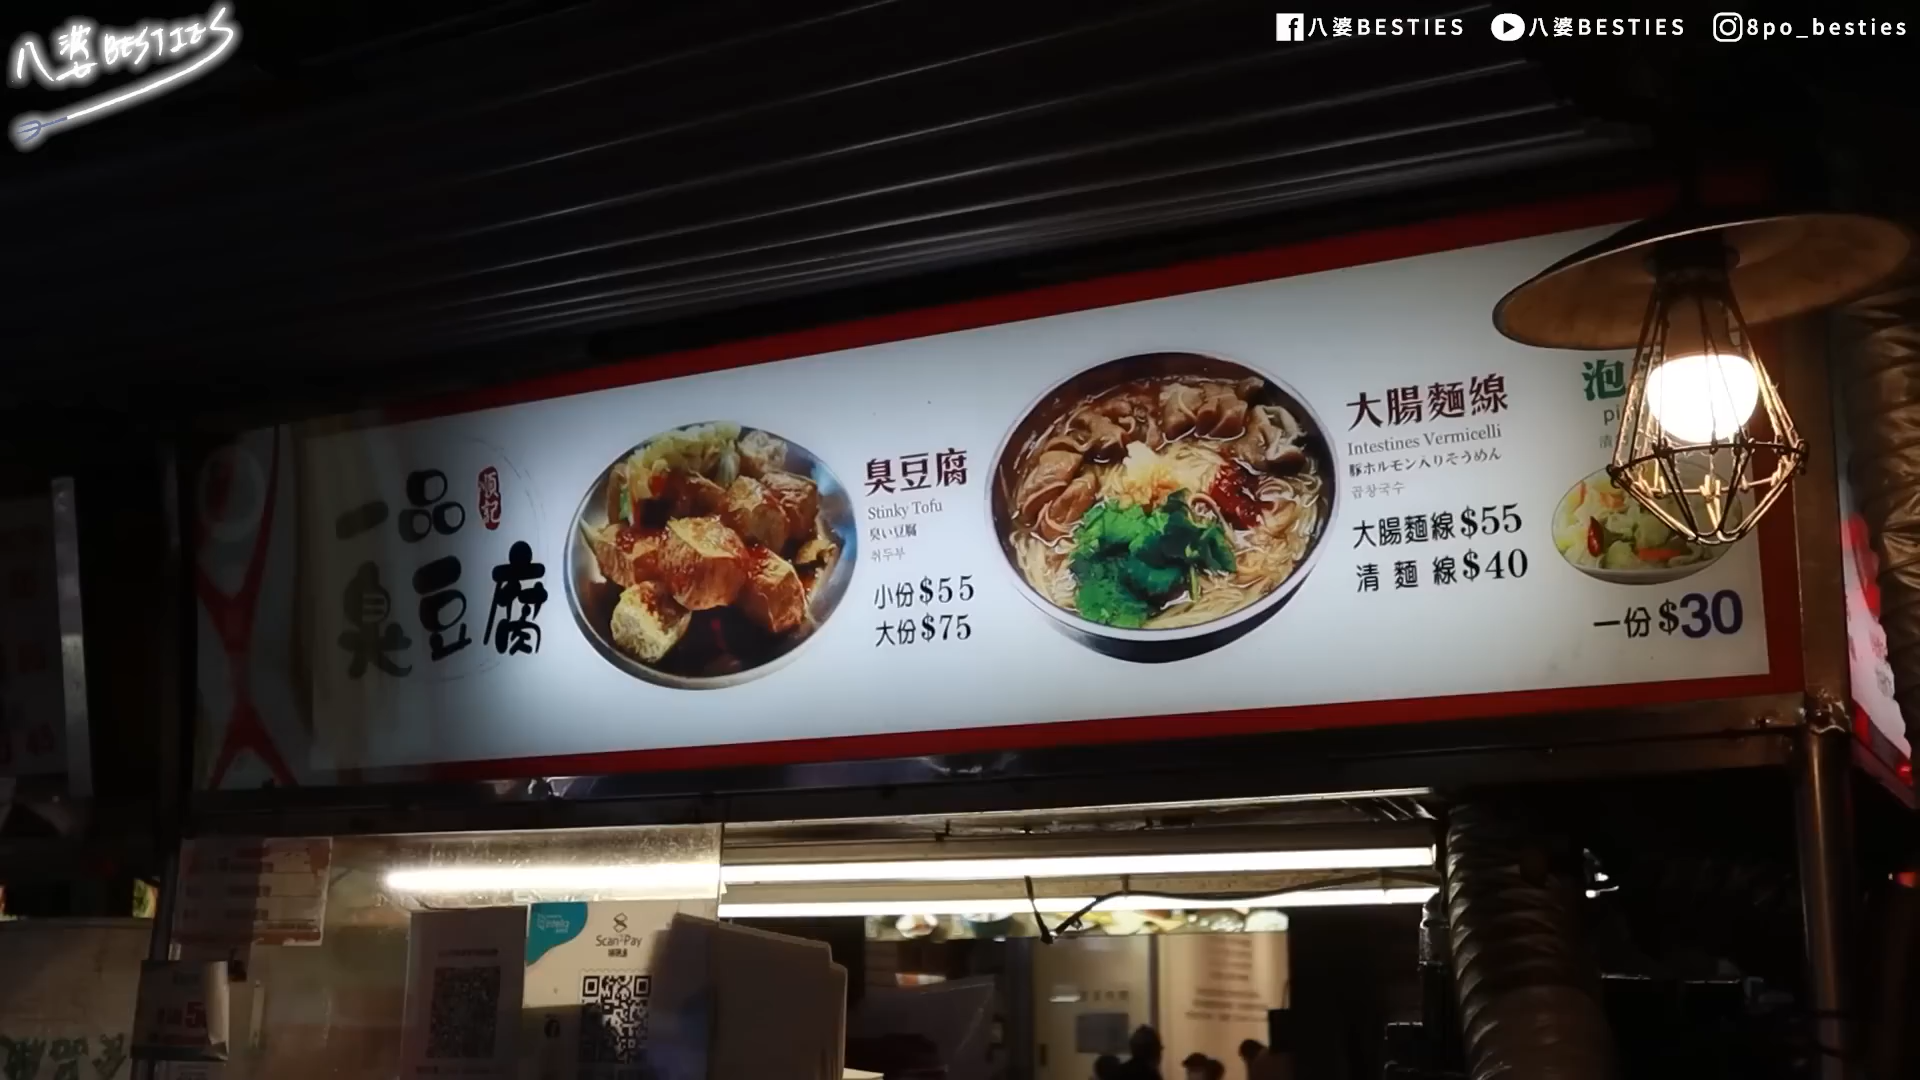 八婆BESTIES
八婆BESTIES
八婆BESTIES
8po_besties
順記
一品
臭豆腐
臭豆腐
Stinky Tofu
臭い豆腐
취두부
小份$55
大份$75
大腸麵線
Intestines Vermicelli
豚ホルモン入りそうめん
곱창국수
大腸麵線$55
清麵線$40
泡
一份$30
Scan2Pay